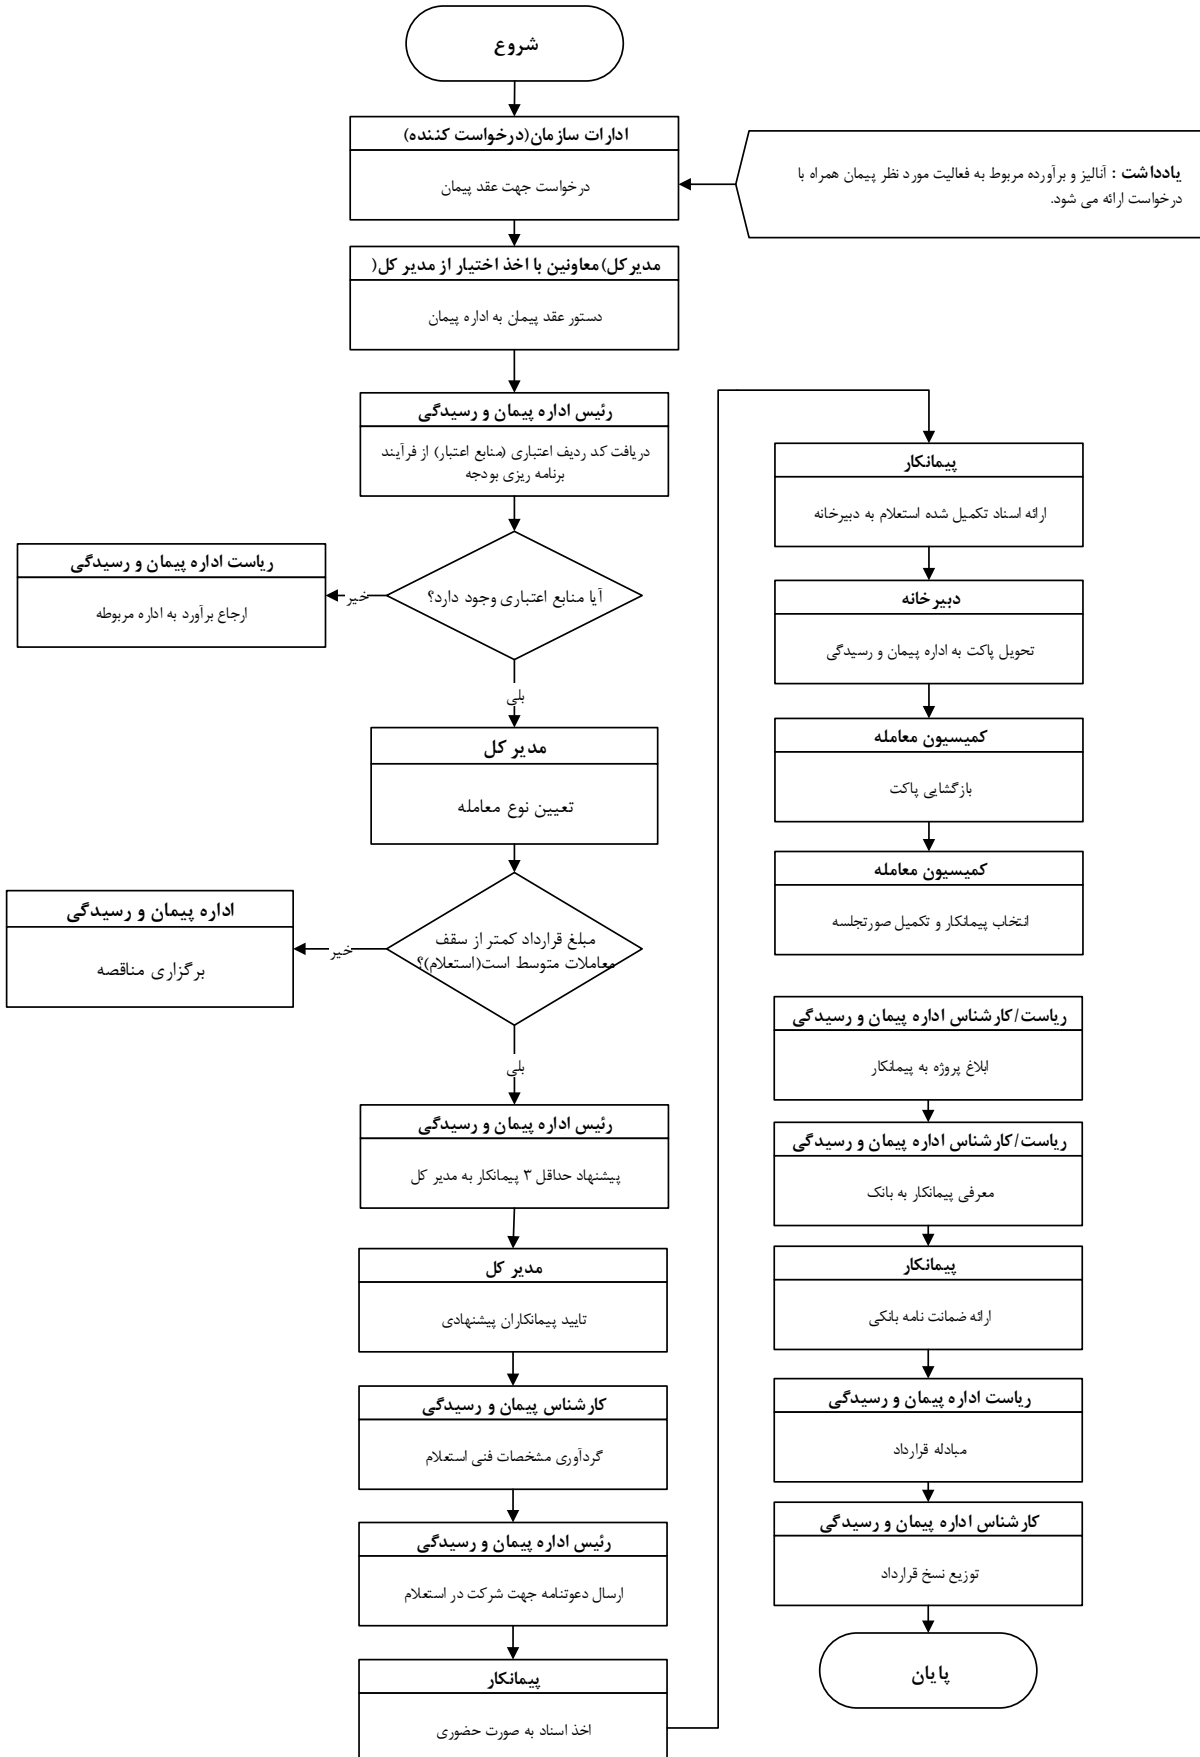 شروع
ادارات سازمان(درخواست کننده)
درخواست جهت عقد پیمان
یادداشت : آنالیز و برآورده مربوط به فعالیت مورد نظر پیمان همراه با
درخواست ارائه می شود.
مدیرکل)معاونین با اخذ اختیار از مدیر کل(
دستور عقد پیمان به اداره پیمان
رئیس اداره پیمان و رسیدگی
دریافت کد ردیف اعتباری (منابع اعتبار) از فرآیند
برنامه ریزی بودجه
آیا منابع اعتباری وجود دارد؟
خیر
ریاست اداره پیمان و رسیدگی
ارجاع برآورد به اداره مربوطه
بلی
مدیر کل
تعیین نوع معامله
مبلغ قرارداد کمتر از سقف
معاملات متوسط است(استعلام)؟
خیر
اداره پیمان و رسیدگی
برگزاری مناقصه
بلی
رئیس اداره پیمان و رسیدگی
پیشنهاد حداقل ۳ پیمانکار به مدیر کل
مدیر کل
تایید پیمانکاران پیشنهادی
کارشناس پیمان و رسیدگی
گردآوری مشخصات فنی استعلام
رئیس اداره پیمان و رسیدگی
ارسال دعوتنامه جهت شرکت در استعلام
پیمانکار
اخذ اسناد به صورت حضوری
پیمانکار
ارائه اسناد تکمیل شده استعلام به دبیرخانه
دبیرخانه
تحویل پاکت به اداره پیمان و رسیدگی
کمیسیون معامله
بازگشایی پاکت
کمیسیون معامله
انتخاب پیمانکار و تکمیل صورتجلسه
ریاست/کارشناس اداره پیمان و رسیدگی
ابلاغ پروژه به پیمانکار
ریاست/کارشناس اداره پیمان و رسیدگی
معرفی پیمانکار به بانک
پیمانکار
ارائه ضمانت نامه بانکی
ریاست اداره پیمان و رسیدگی
مبادله قرارداد
کارشناس اداره پیمان و رسیدگی
توزیع نسخ قرارداد
پایان